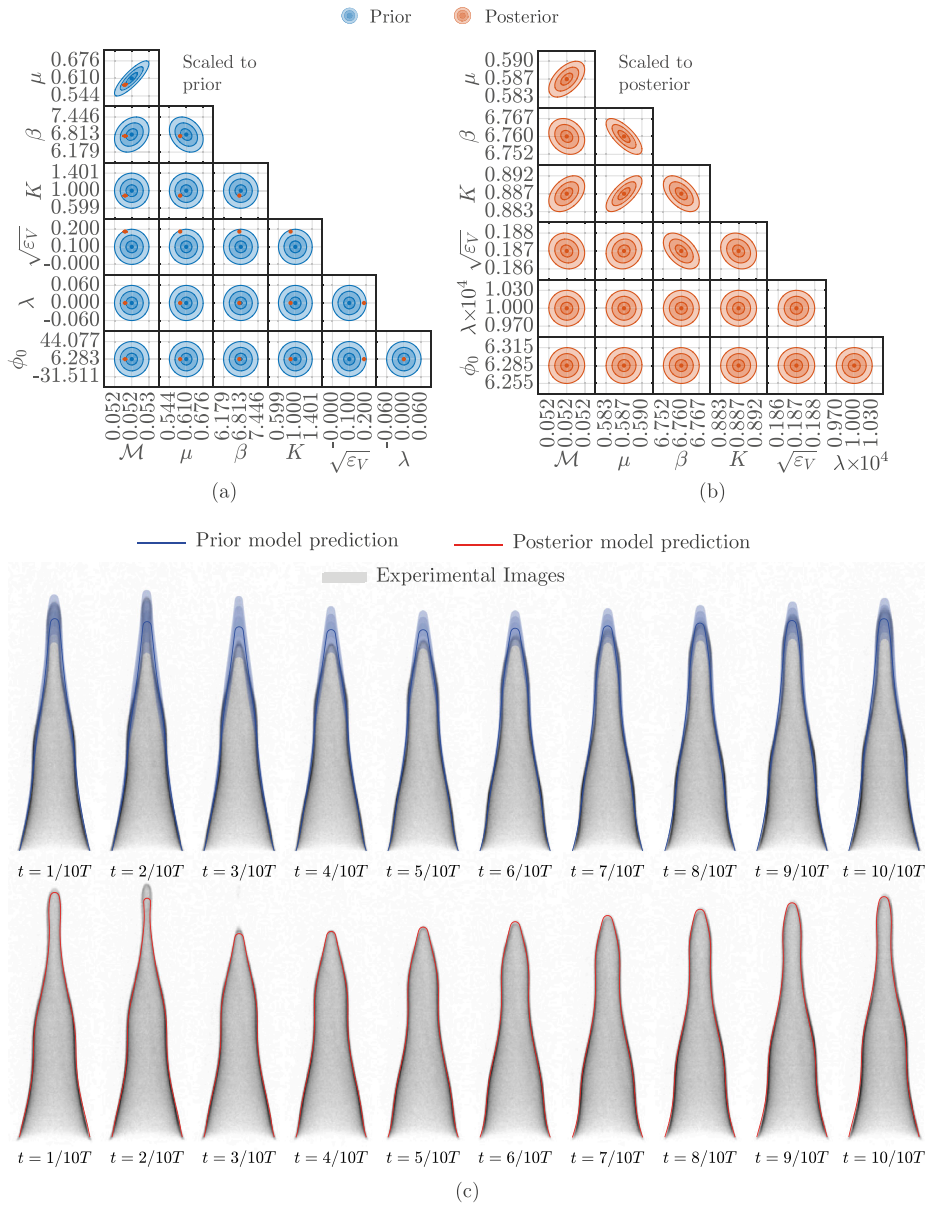 Prior Posterior
Scaled to
prior
μ
0.676
0.610
0.544
β
7.446
6.813
6.179
K
1.401
1.000
0.599
√ε_V
0.200
0.100
-0.000
λ
0.060
0.000
-0.060
ϕ₀
44.077
6.283
-31.511
0.052 0.052 0.053 0.544 0.610 0.676 6.179 6.813 7.446 0.599 1.000 1.401 -0.000 0.100 0.200 -0.060 -0.000 0.060
ℳ μ β K √ε_V λ
(a)
Scaled to
posterior
μ
0.590
0.587
0.583
β
6.767
6.760
6.752
K
0.892
0.887
0.883
√ε_V
0.188
0.187
0.186
λ×10⁴
1.030
1.000
0.970
ϕ₀
6.315
6.285
6.255
0.052 0.052 0.052 0.583 0.587 0.590 6.752 6.760 6.767 0.883 0.887 0.892 0.186 0.187 0.188 0.970 1.000 1.030
ℳ μ β K √ε_V λ×10⁴
(b)
Prior model prediction Posterior model prediction
Experimental Images
t = 1/10T t = 2/10T t = 3/10T t = 4/10T t = 5/10T t = 6/10T t = 7/10T t = 8/10T t = 9/10T t = 10/10T
t = 1/10T t = 2/10T t = 3/10T t = 4/10T t = 5/10T t = 6/10T t = 7/10T t = 8/10T t = 9/10T t = 10/10T
(c)